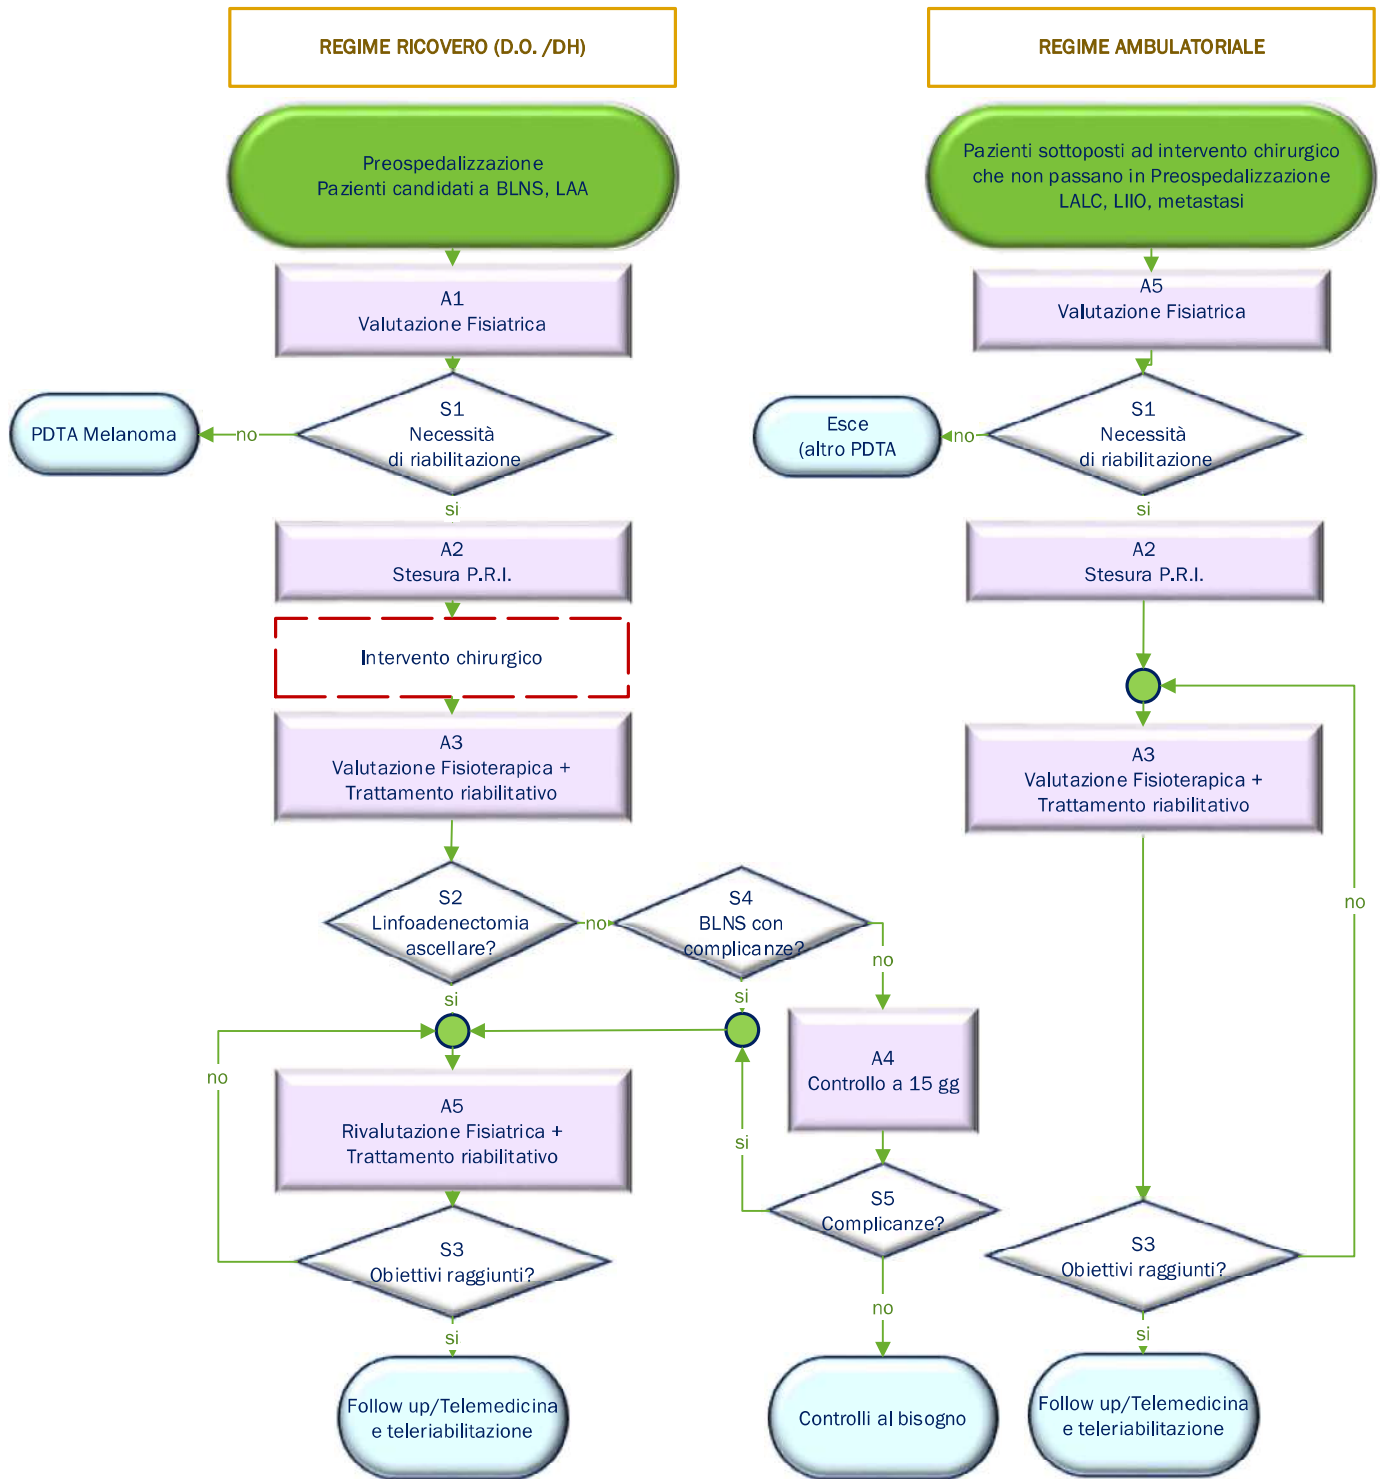 REGIME RICOVERO (D.O. /DH)
Preospedalizzazione
Pazienti candidati a BLNS, LAA
A1
Valutazione Fisiatrica
S1
Necessità
di riabilitazione
no
PDTA Melanoma
si
A2
Stesura P.R.I.
Intervento chirurgico
A3
Valutazione Fisioterapica +
Trattamento riabilitativo
S2
Linfoadenectomia
ascellare?
no
S4
BLNS con
complicanze?
no
si
si
A4
Controllo a 15 gg
no
A5
Rivalutazione Fisiatrica +
Trattamento riabilitativo
si
S5
Complicanze?
S3
Obiettivi raggiunti?
no
si
Follow up/Telemedicina
e teleriabilitazione
Controlli al bisogno
REGIME AMBULATORIALE
Pazienti sottoposti ad intervento chirurgico
che non passano in Preospedalizzazione
LALC, LIIO, metastasi
A5
Valutazione Fisiatrica
S1
Necessità
di riabilitazione
no
Esce
(altro PDTA
si
A2
Stesura P.R.I.
A3
Valutazione Fisioterapica +
Trattamento riabilitativo
no
S3
Obiettivi raggiunti?
si
Follow up/Telemedicina
e teleriabilitazione